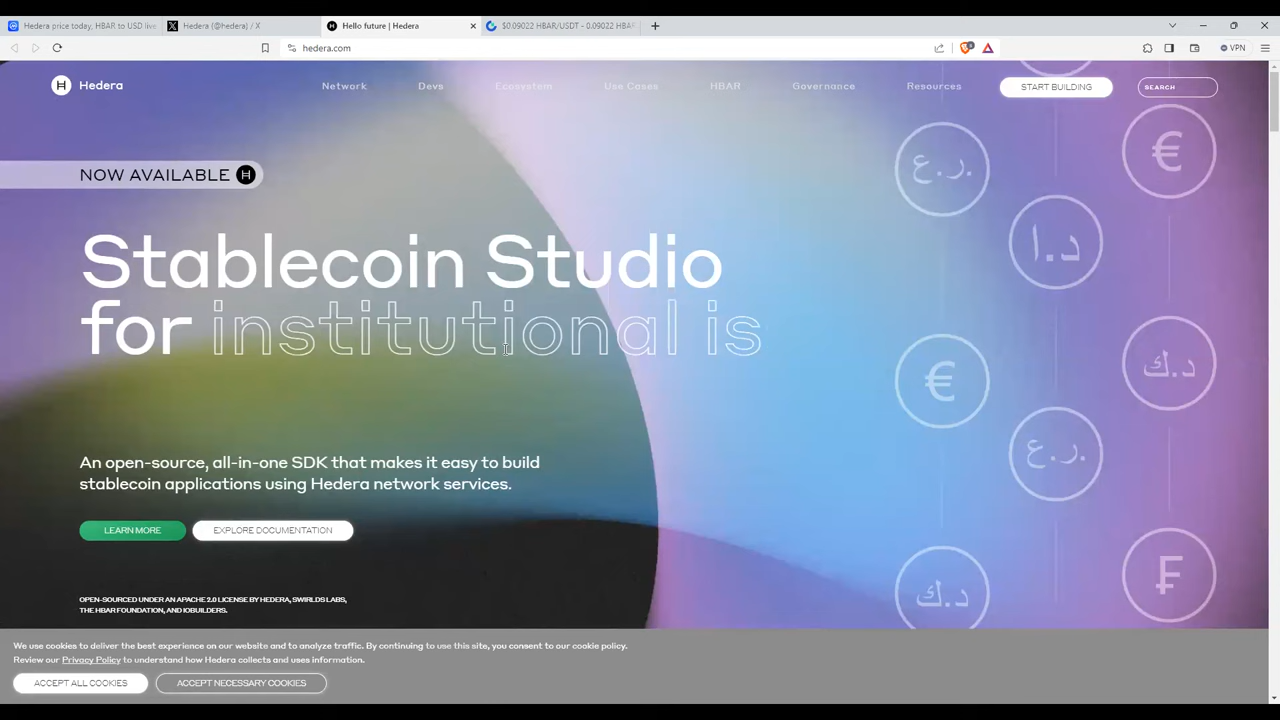 Hedera price today, HBAR to USD live
Hedera (@hedera) / X
Hello future | Hedera
$0.09022 HBAR/USDT - 0.09022 HBAR
hedera.com
VPN
H Hedera
Network
Devs
Ecosystem
Use Cases
HBAR
Governance
Resources
START BUILDING
SEARCH
NOW AVAILABLE H
Stablecoin Studio
for institutional is
An open-source, all-in-one SDK that makes it easy to build
stablecoin applications using Hedera network services.
LEARN MORE
EXPLORE DOCUMENTATION
OPEN-SOURCED UNDER AN APACHE 2.0 LICENSE BY HEDERA, SWIRLDS LABS,
THE HBAR FOUNDATION, AND IOBUILDERS.
ر.ع.
€
د.ا
د.ك
€
ر.ع.
د.ك
₣
We use cookies to deliver the best experience on our website and to analyze traffic. By continuing to use this site, you consent to our cookie policy.
Review our Privacy Policy to understand how Hedera collects and uses information.
ACCEPT ALL COOKIES
ACCEPT NECESSARY COOKIES